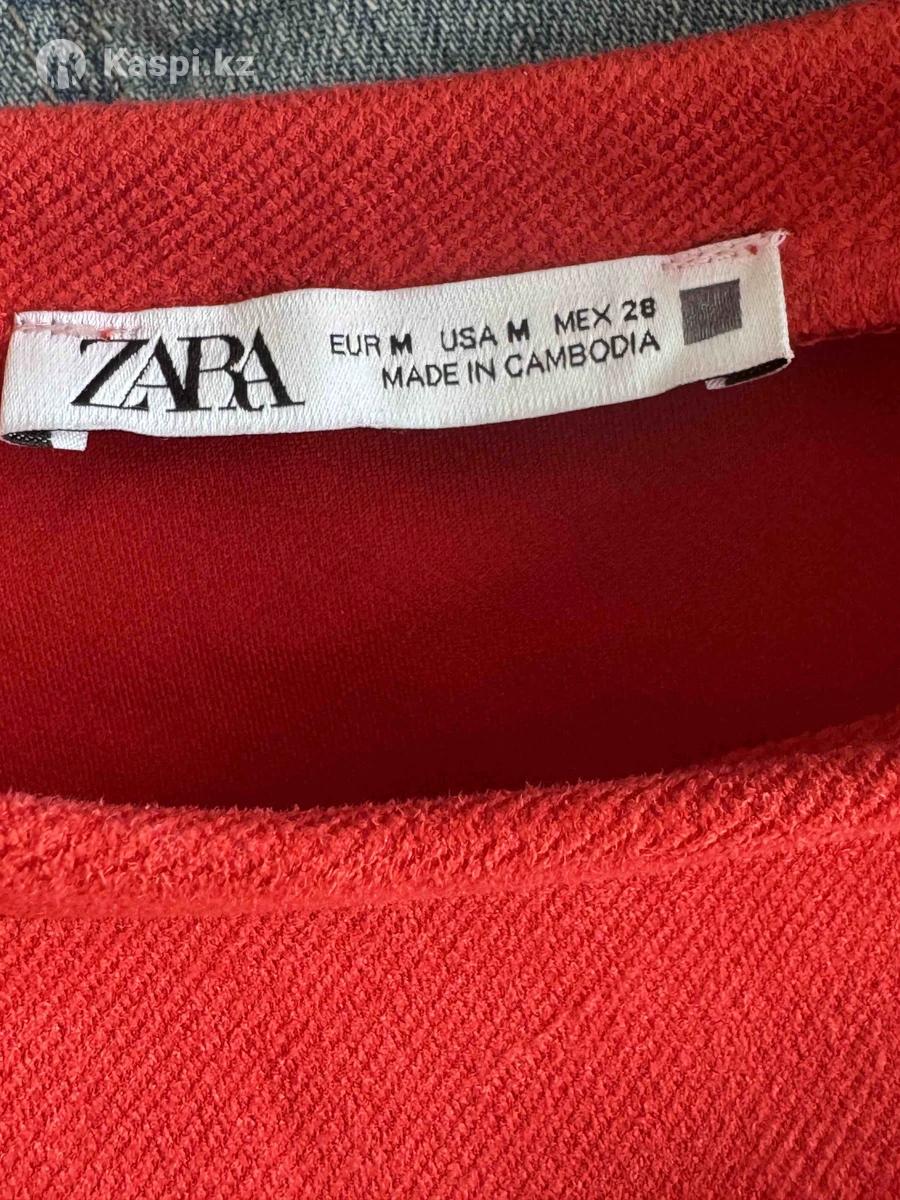 Kaspi.kz
ZARA
EUR M USA M MEX 28
MADE IN CAMBODIA